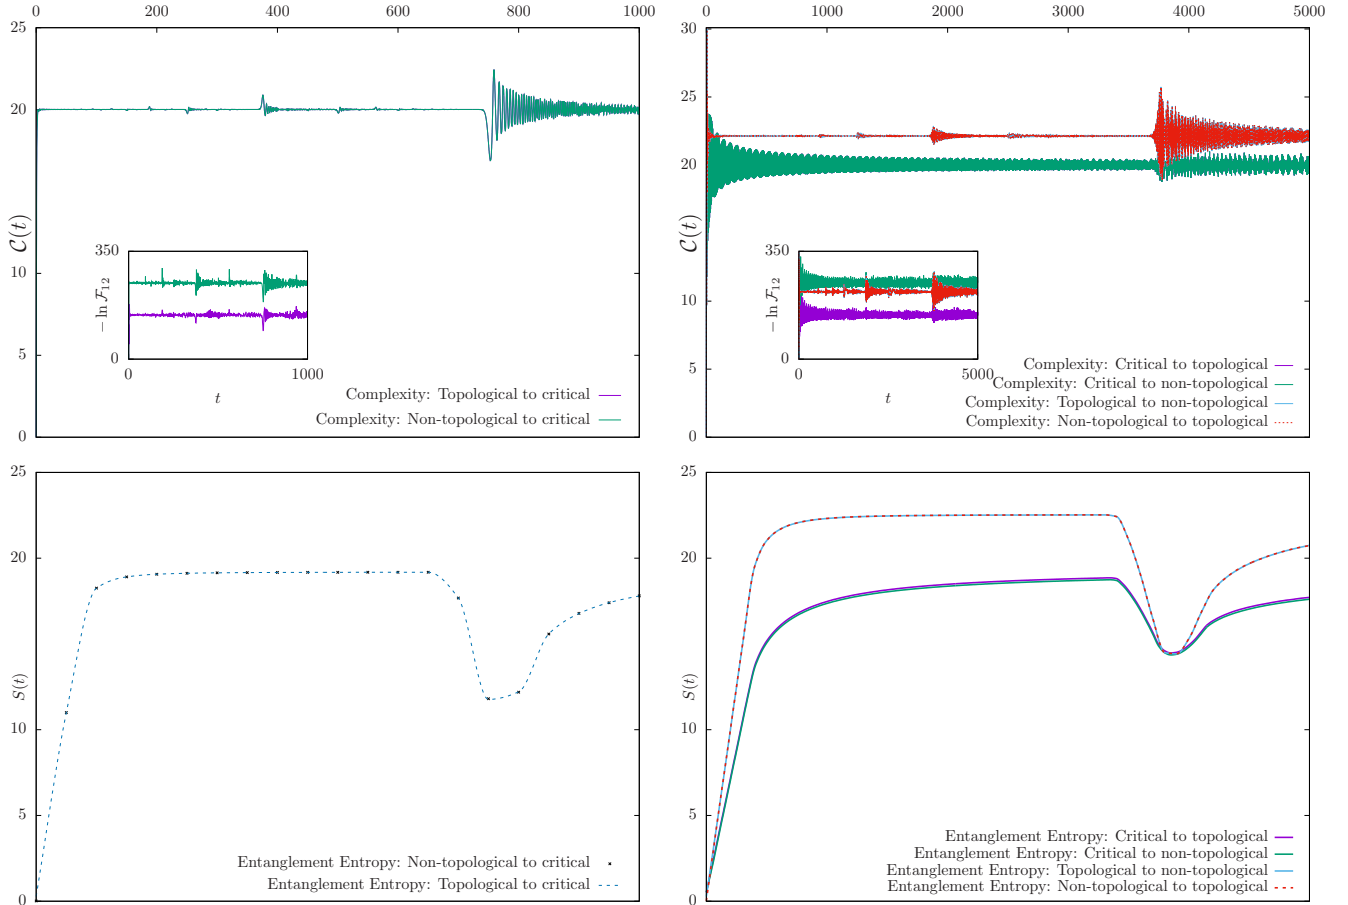 0 200 400 600 800 1000
25
20
10
5
0
C(t)
350
0
− ln F₁₂
0 1000
t
Complexity: Topological to critical
Complexity: Non-topological to critical
0 1000 2000 3000 4000 5000
30
25
20
10
5
0
C(t)
350
0
− ln F₁₂
0 5000
t
Complexity: Critical to topological
Complexity: Critical to non-topological
Complexity: Topological to non-topological
Complexity: Non-topological to topological
25
20
10
5
0
S(t)
Entanglement Entropy: Non-topological to critical
Entanglement Entropy: Topological to critical
25
20
10
5
0
S(t)
Entanglement Entropy: Critical to topological
Entanglement Entropy: Critical to non-topological
Entanglement Entropy: Topological to non-topological
Entanglement Entropy: Non-topological to topological